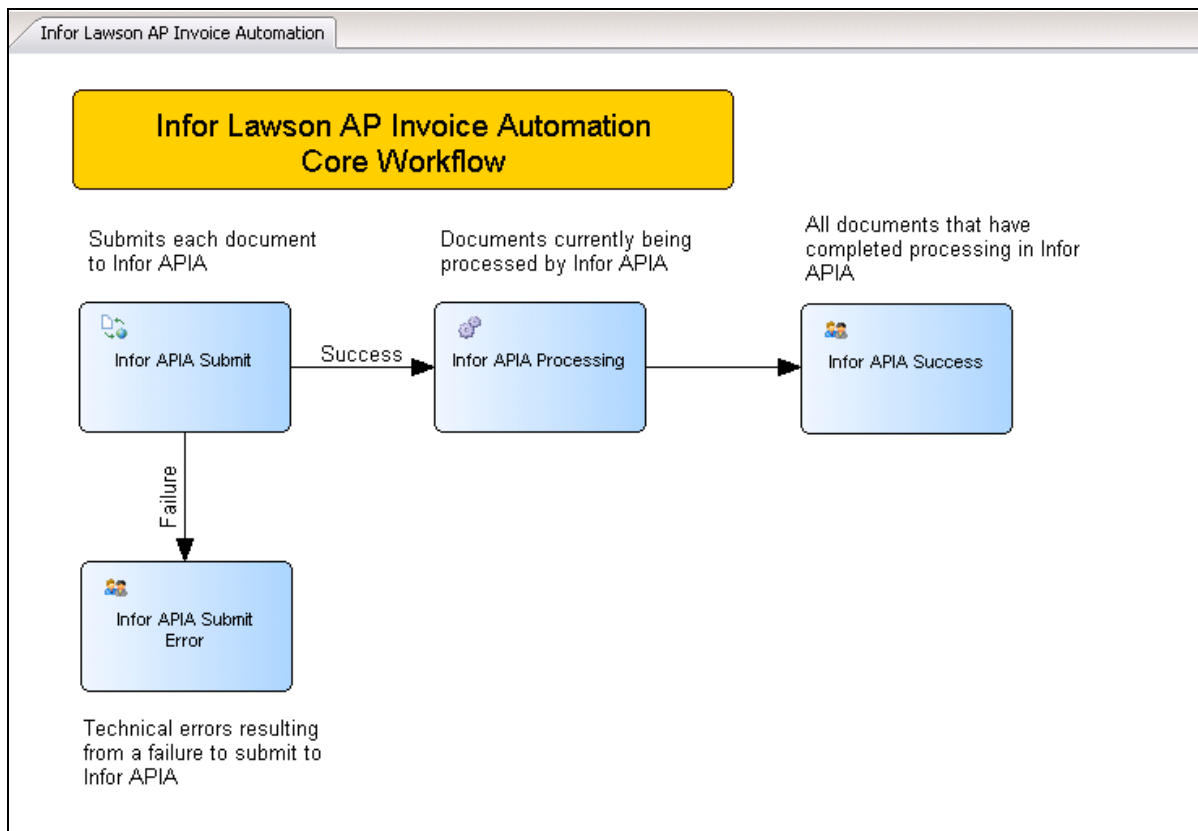 Infor Lawson AP Invoice Automation
Infor Lawson AP Invoice Automation
Core Workflow
Submits each document
to Infor APIA
Documents currently being
processed by Infor APIA
All documents that have
completed processing in Infor
APIA
Infor APIA Submit
Success
Infor APIA Processing
Infor APIA Success
Failure
Infor APIA Submit
Error
Technical errors resulting
from a failure to submit to
Infor APIA